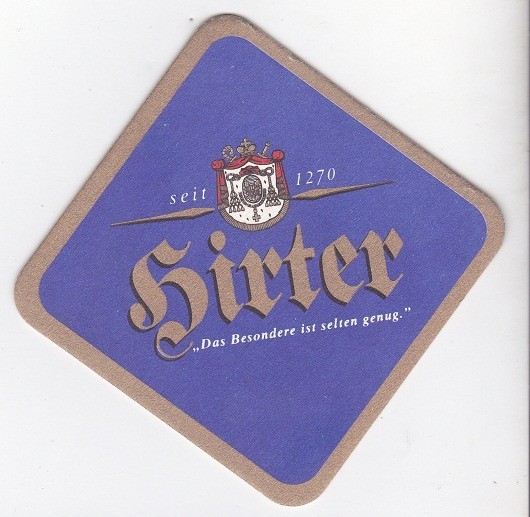 seit 1270
Hirter
„Das Besondere ist selten genug.”